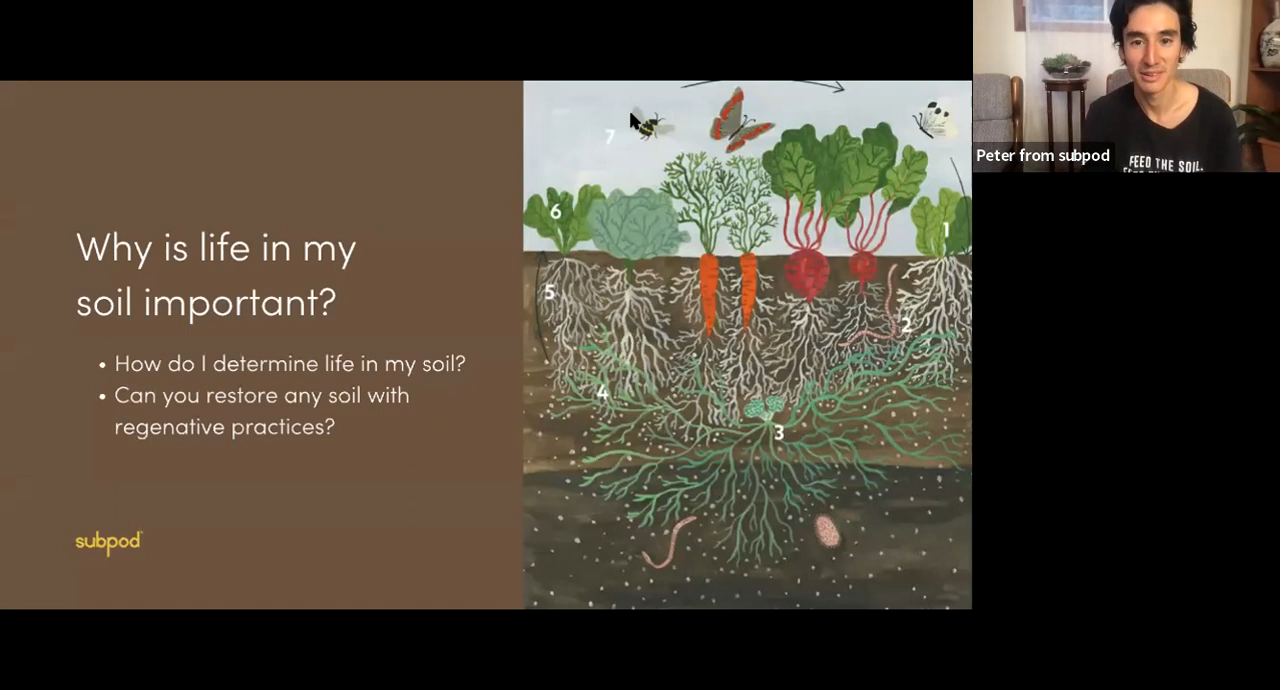 Why is life in my
soil important?
• How do I determine life in my soil?
• Can you restore any soil with
regenative practices?
subpod
7
6
1
5
2
4
3
Peter from subpod
FEED THE SOIL.